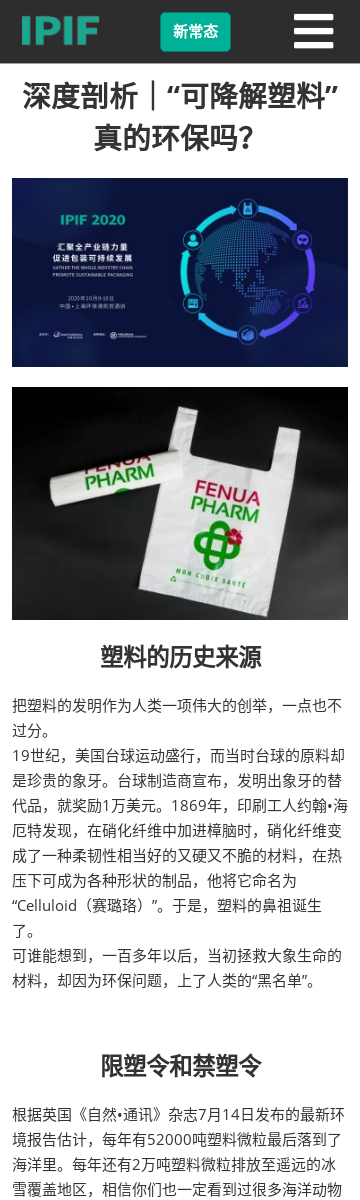 IPIF
新常态
深度剖析｜“可降解塑料”
真的环保吗？
IPIF 2020
汇聚全产业链力量
促进包装可持续发展
GATHER THE WHOLE INDUSTRY CHAIN
PROMOTE SUSTAINABLE PACKAGING
2020年10月9-10日
FENUA
PHARM
FENUA
PHARM
MON CHOIX SANTÉ
塑料的历史来源
把塑料的发明作为人类一项伟大的创举，一点也不
过分。
19世纪，美国台球运动盛行，而当时台球的原料却
是珍贵的象牙。台球制造商宣布，发明出象牙的替
代品，就奖励1万美元。1869年，印刷工人约翰•海
厄特发现，在硝化纤维中加进樟脑时，硝化纤维变
成了一种柔韧性相当好的又硬又不脆的材料，在热
压下可成为各种形状的制品，他将它命名为
“Celluloid（赛璐珞）”。于是，塑料的鼻祖诞生
了。
可谁能想到，一百多年以后，当初拯救大象生命的
材料，却因为环保问题，上了人类的“黑名单”。
限塑令和禁塑令
根据英国《自然•通讯》杂志7月14日发布的最新环
境报告估计，每年有52000吨塑料微粒最后落到了
海洋里。每年还有2万吨塑料微粒排放至遥远的冰
雪覆盖地区，相信你们也一定看到过很多海洋动物